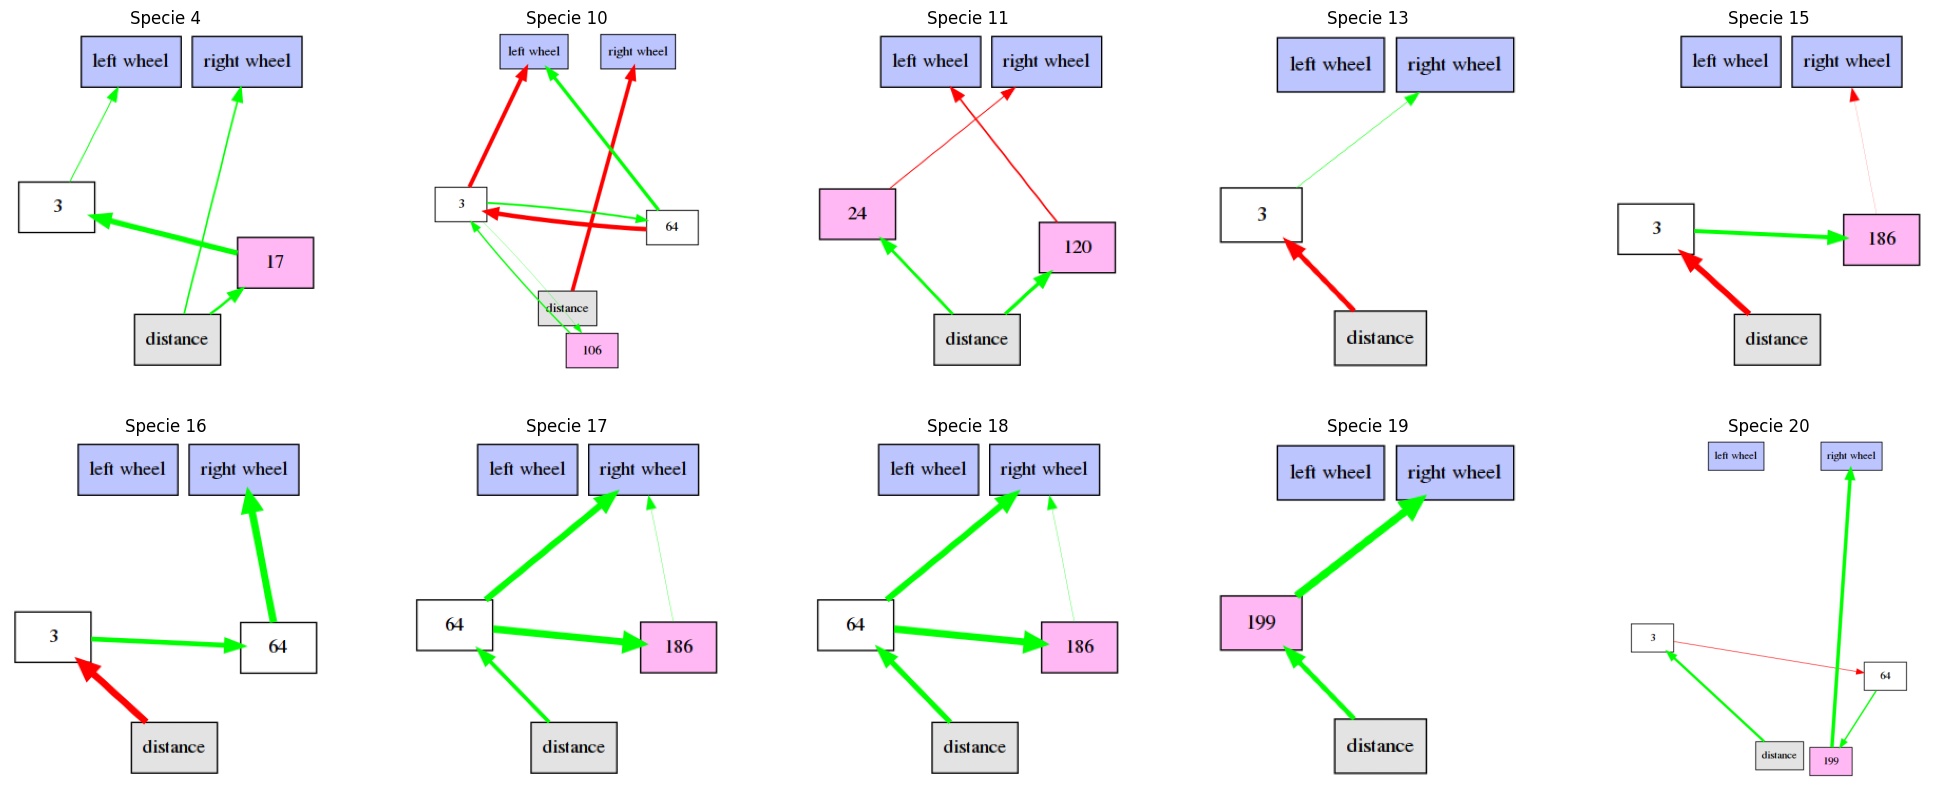 Specie 4
left wheel
right wheel
3
17
distance
Specie 10
left wheel
right wheel
3
64
distance
106
Specie 11
left wheel
right wheel
24
120
distance
Specie 13
left wheel
right wheel
3
distance
Specie 15
left wheel
right wheel
3
186
distance
Specie 16
left wheel
right wheel
3
64
distance
Specie 17
left wheel
right wheel
64
186
distance
Specie 18
left wheel
right wheel
64
186
distance
Specie 19
left wheel
right wheel
199
distance
Specie 20
left wheel
right wheel
3
64
distance
199